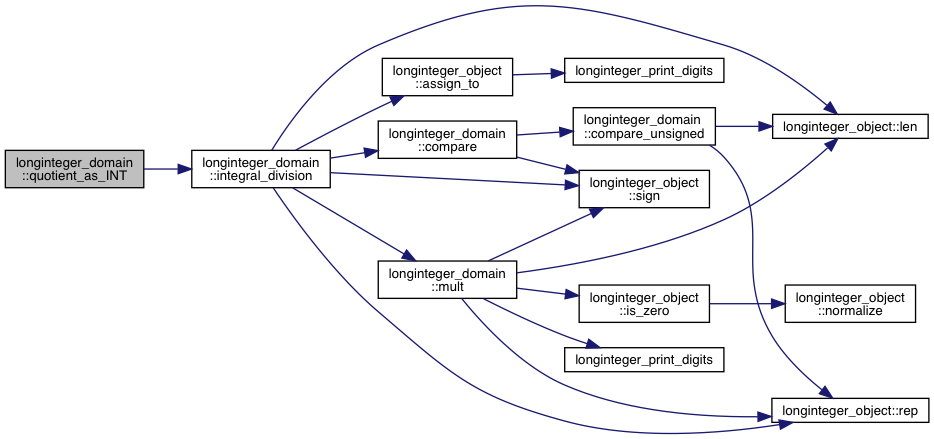 longinteger_domain
::quotient_as_INT
longinteger_domain
::integral_division
longinteger_object
::assign_to
longinteger_print_digits
longinteger_domain
::compare
longinteger_domain
::compare_unsigned
longinteger_object::len
longinteger_object
::sign
longinteger_domain
::mult
longinteger_object
::is_zero
longinteger_object
::normalize
longinteger_print_digits
longinteger_object::rep